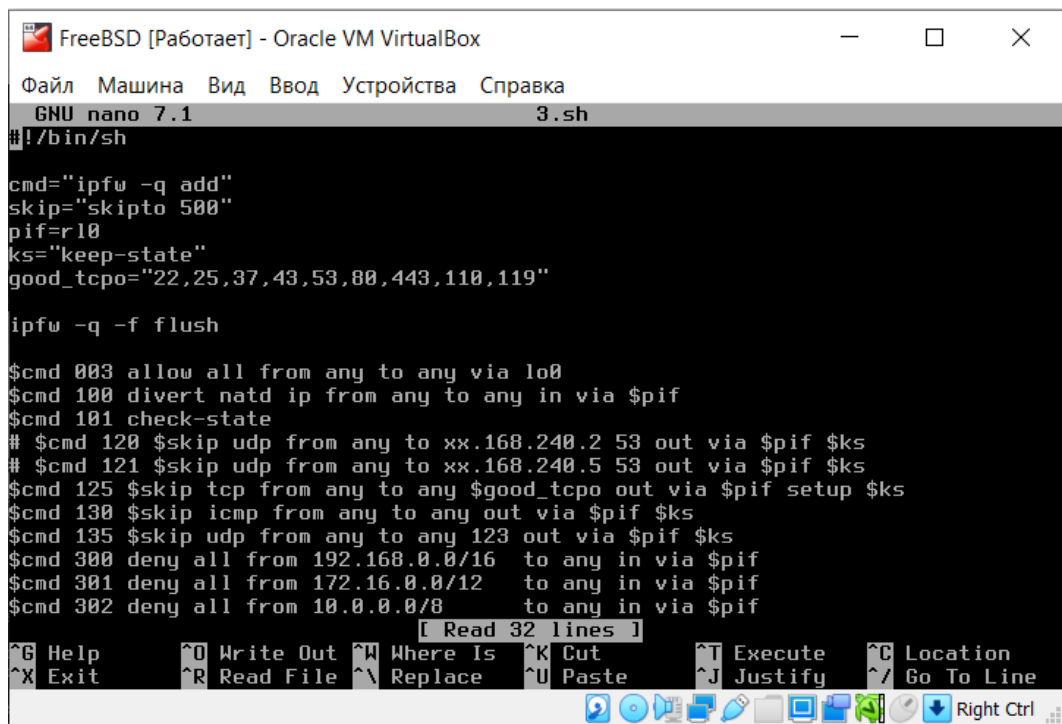 FreeBSD [Работает] - Oracle VM VirtualBox
Файл Машина Вид Ввод Устройства Справка
GNU nano 7.1 3.sh
#!/bin/sh
cmd="ipfw -q add"
skip="skipto 500"
pif=rl0
ks="keep-state"
good_tcpo="22,25,37,43,53,80,443,110,119"
ipfw -q -f flush
$cmd 003 allow all from any to any via lo0
$cmd 100 divert natd ip from any to any in via $pif
$cmd 101 check-state
# $cmd 120 $skip udp from any to xx.168.240.2 53 out via $pif $ks
# $cmd 121 $skip udp from any to xx.168.240.5 53 out via $pif $ks
$cmd 125 $skip tcp from any to any $good_tcpo out via $pif setup $ks
$cmd 130 $skip icmp from any to any out via $pif $ks
$cmd 135 $skip udp from any to any 123 out via $pif $ks
$cmd 300 deny all from 192.168.0.0/16  to any in via $pif
$cmd 301 deny all from 172.16.0.0/12   to any in via $pif
$cmd 302 deny all from 10.0.0.0/8      to any in via $pif
[ Read 32 lines ]
^G Help ^O Write Out ^W Where Is ^K Cut ^T Execute ^C Location
^X Exit ^R Read File ^\ Replace ^U Paste ^J Justify ^/ Go To Line
Right Ctrl